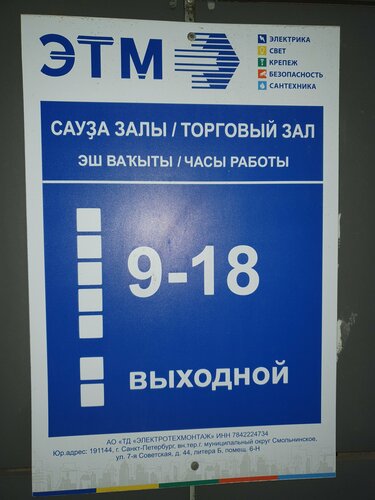 ЭТМ
ЭЛЕКТРИКА
СВЕТ
КРЕПЕЖ
БЕЗОПАСНОСТЬ
САНТЕХНИКА
САУҘА ЗАЛЫ / ТОРГОВЫЙ ЗАЛ
ЭШ ВАҠЫТЫ / ЧАСЫ РАБОТЫ
9-18
ВЫХОДНОЙ
АО «ТД «ЭЛЕКТРОТЕХМОНТАЖ» ИНН 7842224734
Юр.адрес: 191144, г. Санкт-Петербург, вн.тер.г. муниципальный округ Смольнинское,
ул. 7-я Советская, д. 44, литера Б, помещ. 6-Н